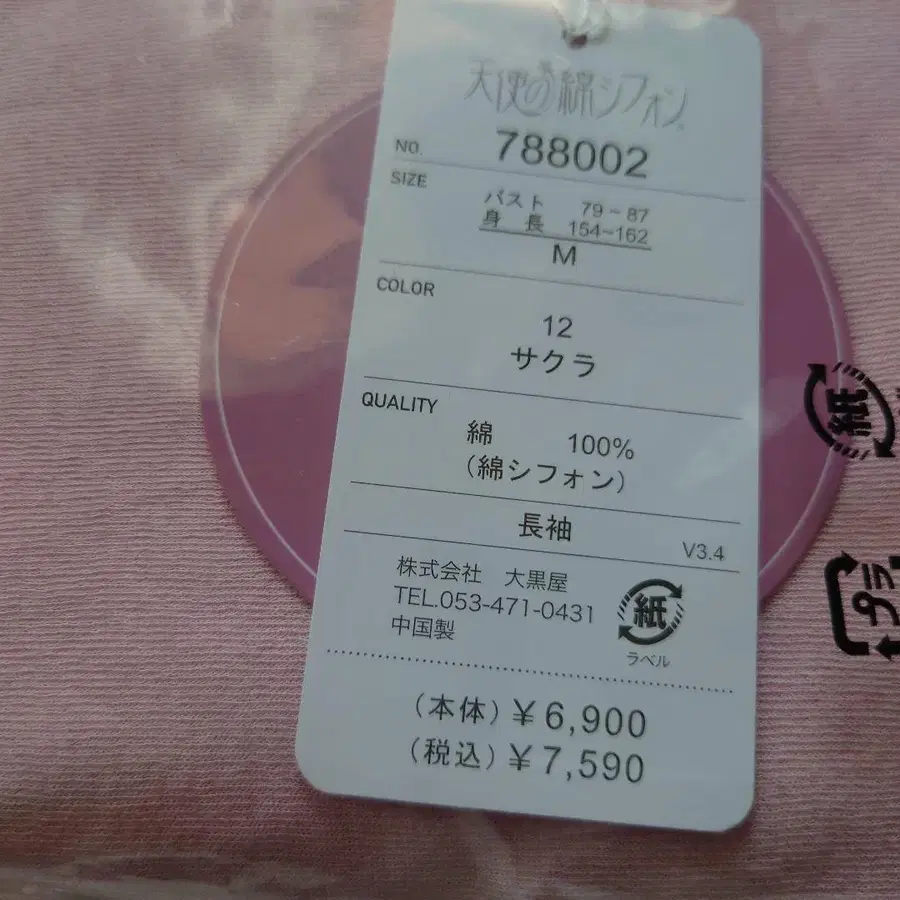 天使の綿シフォン
NO. 788002
SIZE
バスト 79-87
身長 154-162
M
COLOR
12
サクラ
QUALITY
綿 100%
(綿シフォン)
長袖
V3.4
株式会社 大黒屋
TEL.053-471-0431
中国製
紙
ラベル
(本体)¥6,900
(税込)¥7,590
紙
プラ